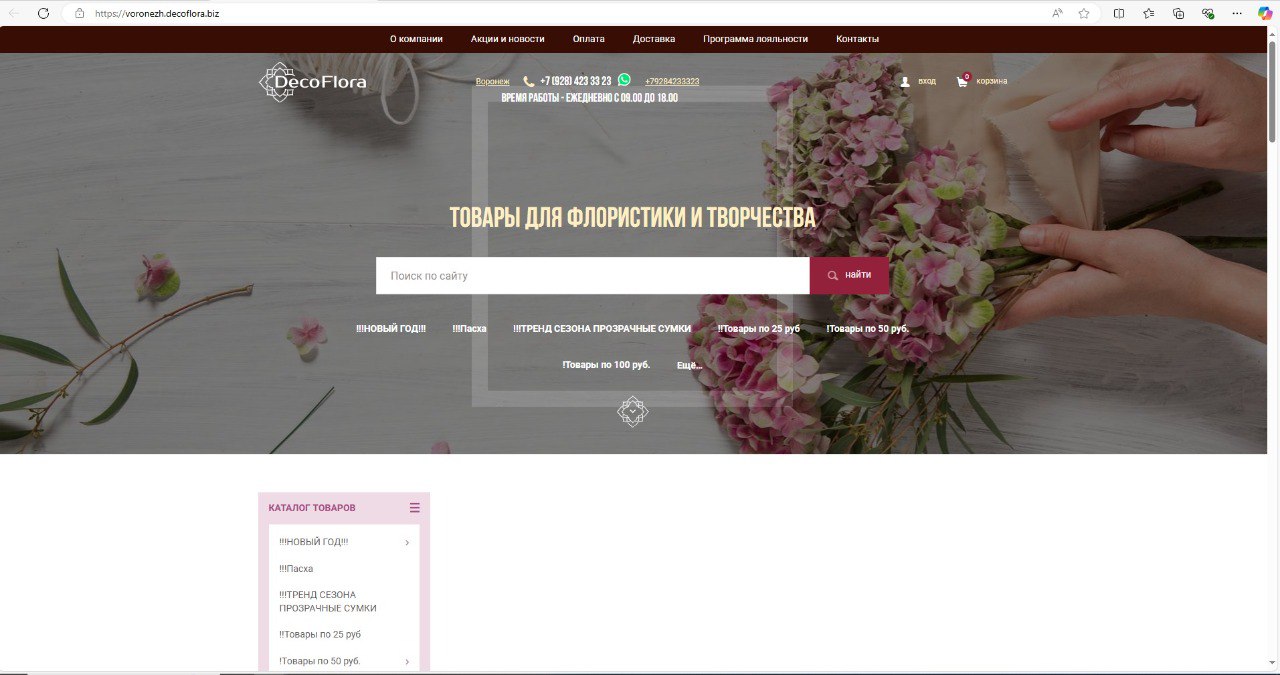 https://voronezh.decoflora.biz
О компании Акции и новости Оплата Доставка Программа лояльности Контакты
DecoFlora
Воронеж +7 (928) 423 33 23 +79284233323
вход 0 корзина
ВРЕМЯ РАБОТЫ - ЕЖЕДНЕВНО С 09.00 ДО 18.00
ТОВАРЫ ДЛЯ ФЛОРИСТИКИ И ТВОРЧЕСТВА
Поиск по сайту найти
!!!НОВЫЙ ГОД!!! !!!Пасха !!!ТРЕНД СЕЗОНА ПРОЗРАЧНЫЕ СУМКИ !!Товары по 25 руб !Товары по 50 руб.
!Товары по 100 руб. Ещё...
КАТАЛОГ ТОВАРОВ
!!!НОВЫЙ ГОД!!!
!!!Пасха
!!!ТРЕНД СЕЗОНА
ПРОЗРАЧНЫЕ СУМКИ
!!Товары по 25 руб
!Товары по 50 руб.